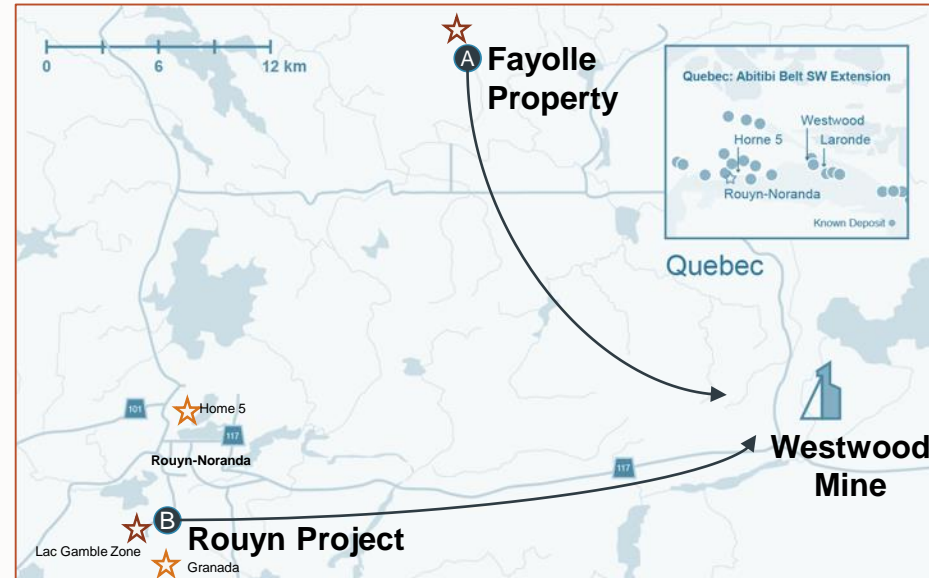 0 6 12 km
A
Fayolle
Property
Quebec: Abitibi Belt SW Extension
Westwood
Horne 5
Laronde
Rouyn-Noranda
Known Deposit
Quebec
101
Home 5
117
Rouyn-Noranda
117
Westwood
Mine
B
Rouyn Project
Lac Gamble Zone
Granada